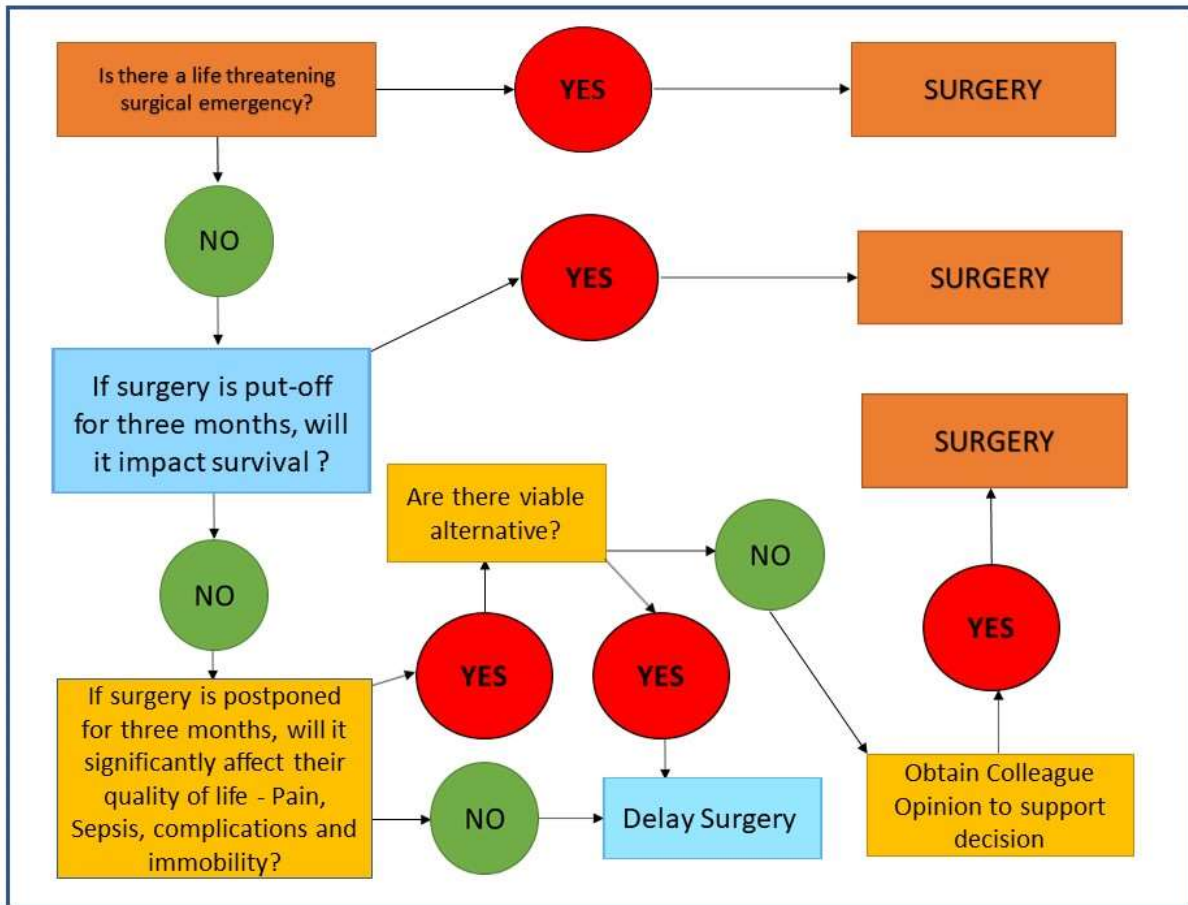 Is there a life threatening
surgical emergency?
YES
SURGERY
NO
YES
SURGERY
If surgery is put-off
for three months, will
it impact survival ?
SURGERY
Are there viable
alternative?
NO
NO
YES
YES
YES
If surgery is postponed
for three months, will it
significantly affect their
quality of life - Pain,
Sepsis, complications and
immobility?
NO
Delay Surgery
Obtain Colleague
Opinion to support
decision